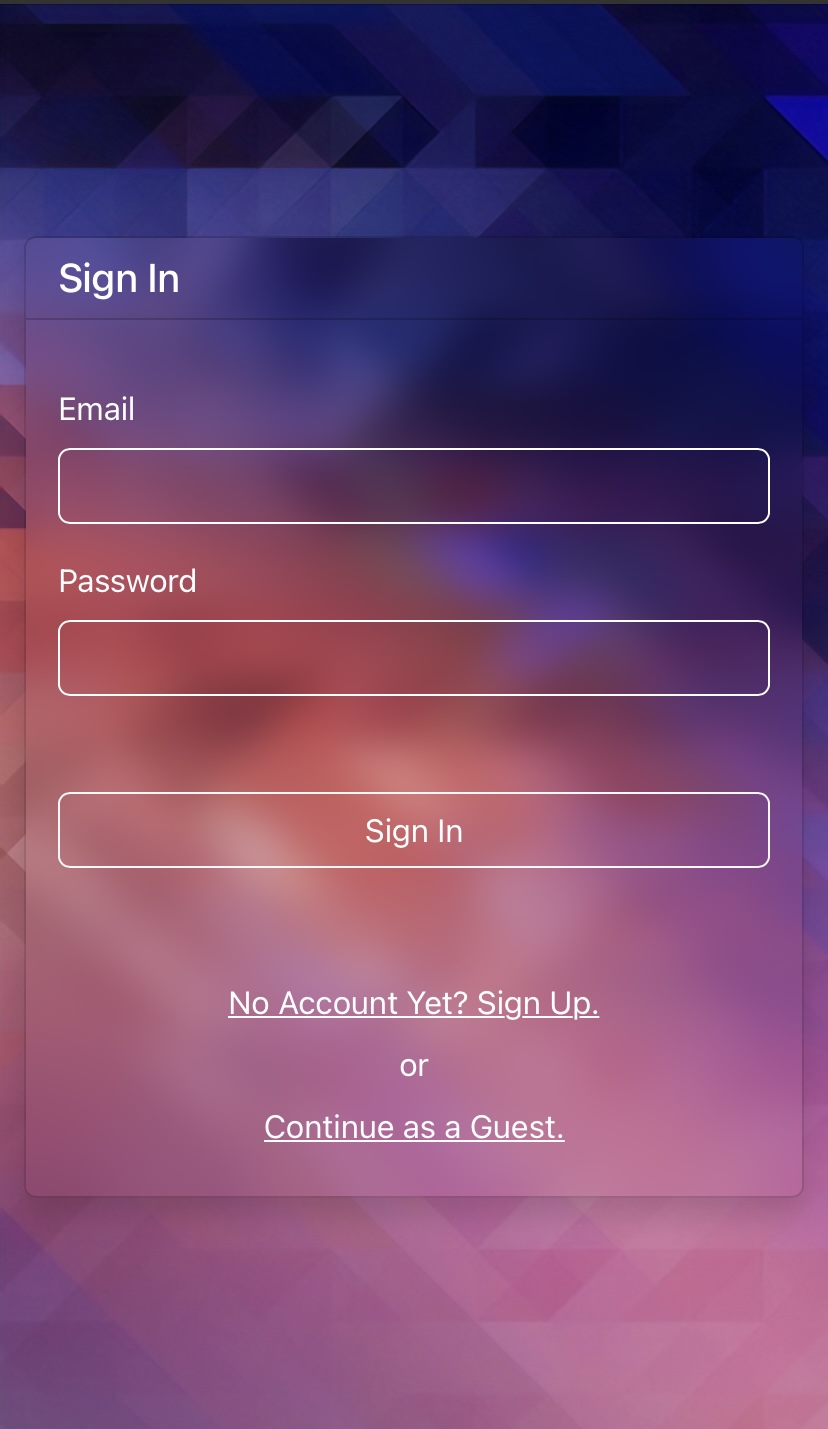 Sign In
Email
Password
Sign In
No Account Yet? Sign Up.
or
Continue as a Guest.